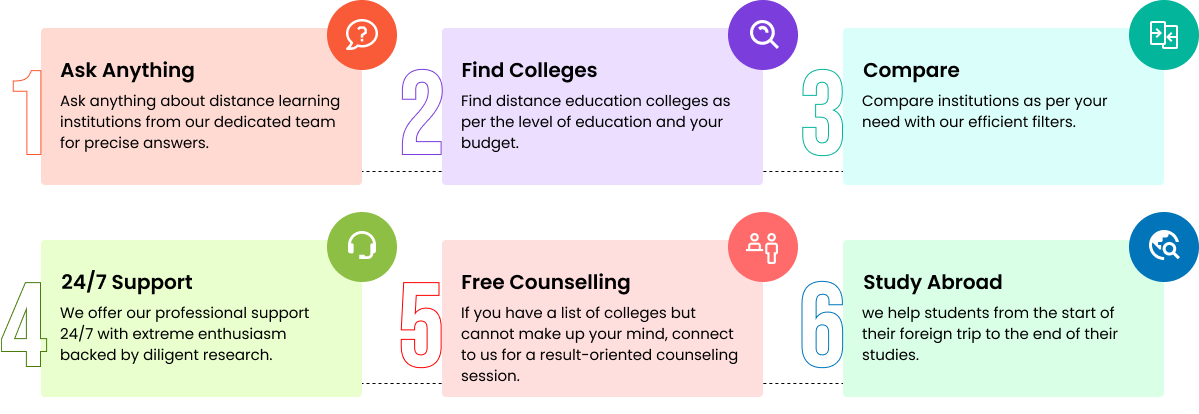 1
Ask Anything
Ask anything about distance learning
institutions from our dedicated team
for precise answers.
2
Find Colleges
Find distance education colleges as
per the level of education and your
budget.
3
Compare
Compare institutions as per your
need with our efficient filters.
4
24/7 Support
We offer our professional support
24/7 with extreme enthusiasm
backed by diligent research.
5
Free Counselling
If you have a list of colleges but
cannot make up your mind, connect
to us for a result-oriented counseling
session.
6
Study Abroad
we help students from the start of
their foreign trip to the end of their
studies.